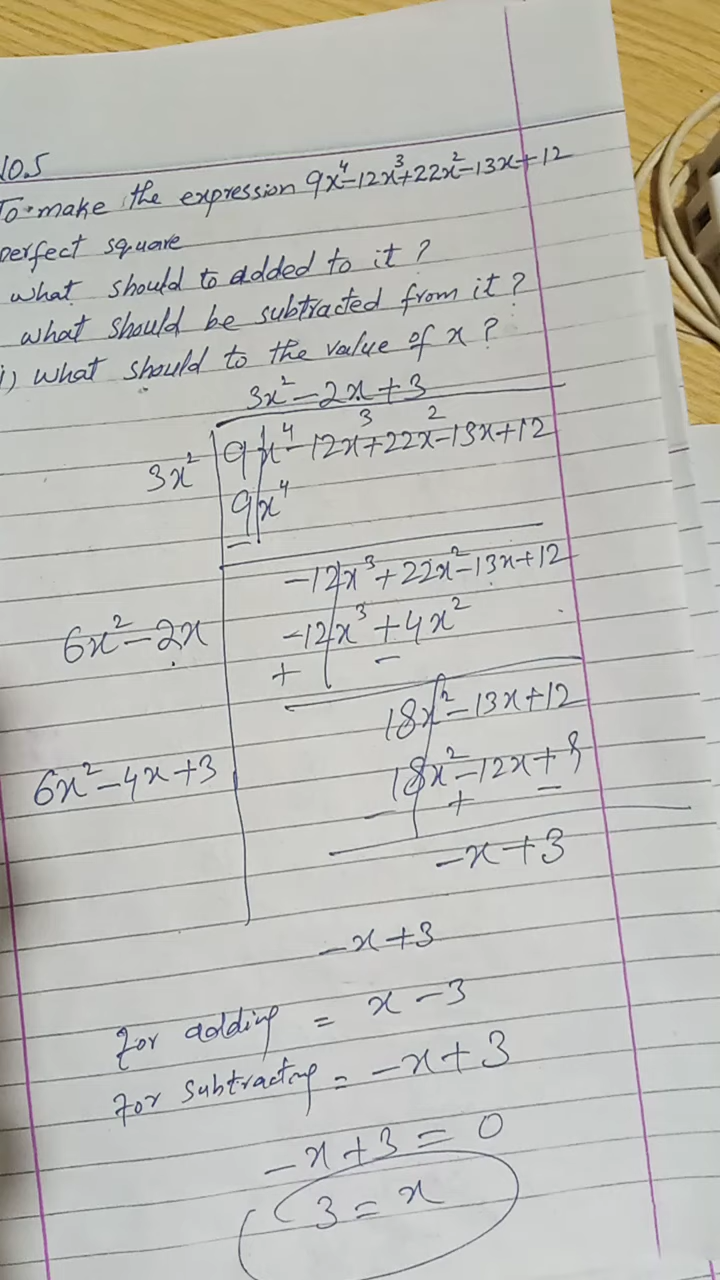 10.5
To make the expression 9x⁴-12x³+22x²-13x+12
perfect square
what should to added to it?
what should be subtracted from it?
i) what should to the value of x?
3x²-2x+3
3x² 9x⁴-12x³+22x²-13x+12
9x⁴
-
-12x³+22x²-13x+12
6x²-2x -12x³+4x²
+ -
18x²-13x+12
6x²-4x+3 18x²-12x+9
- + -
-x+3
-x+3
for adding = x-3
for subtracting = -x+3
-x+3=0
3=x